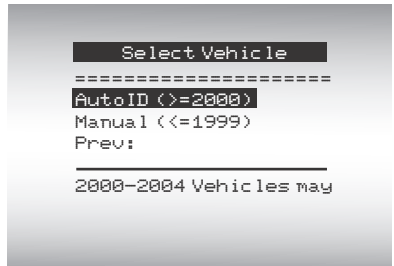 Select Vehicle
=====================
AutoID (>=2000)
Manual (<=1999)
Prev:
2000-2004 Vehicles may